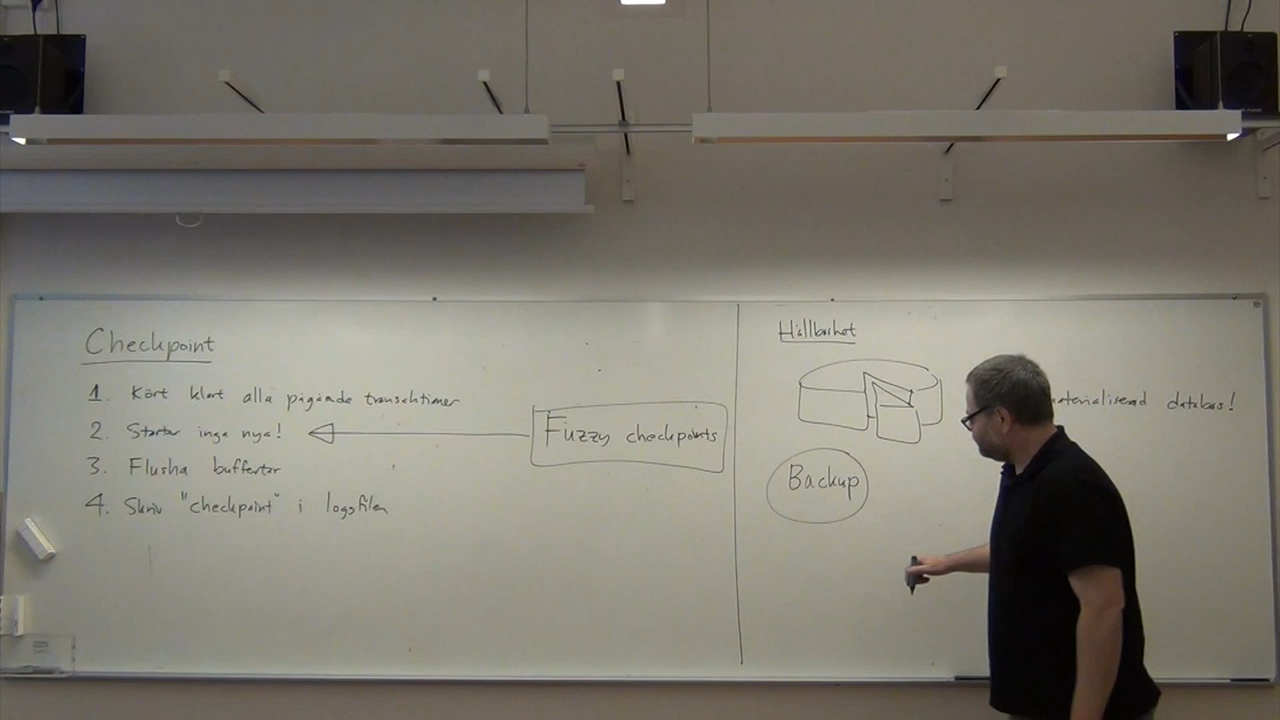 Checkpoint
1. Kört klart alla pågående transaktioner
2. Startar inga nya!
3. Flusha buffertar
4. Skriv "checkpoint" i loggfilen
Fuzzy checkpoints
Hållbarhet
materialiserad databas!
Backup